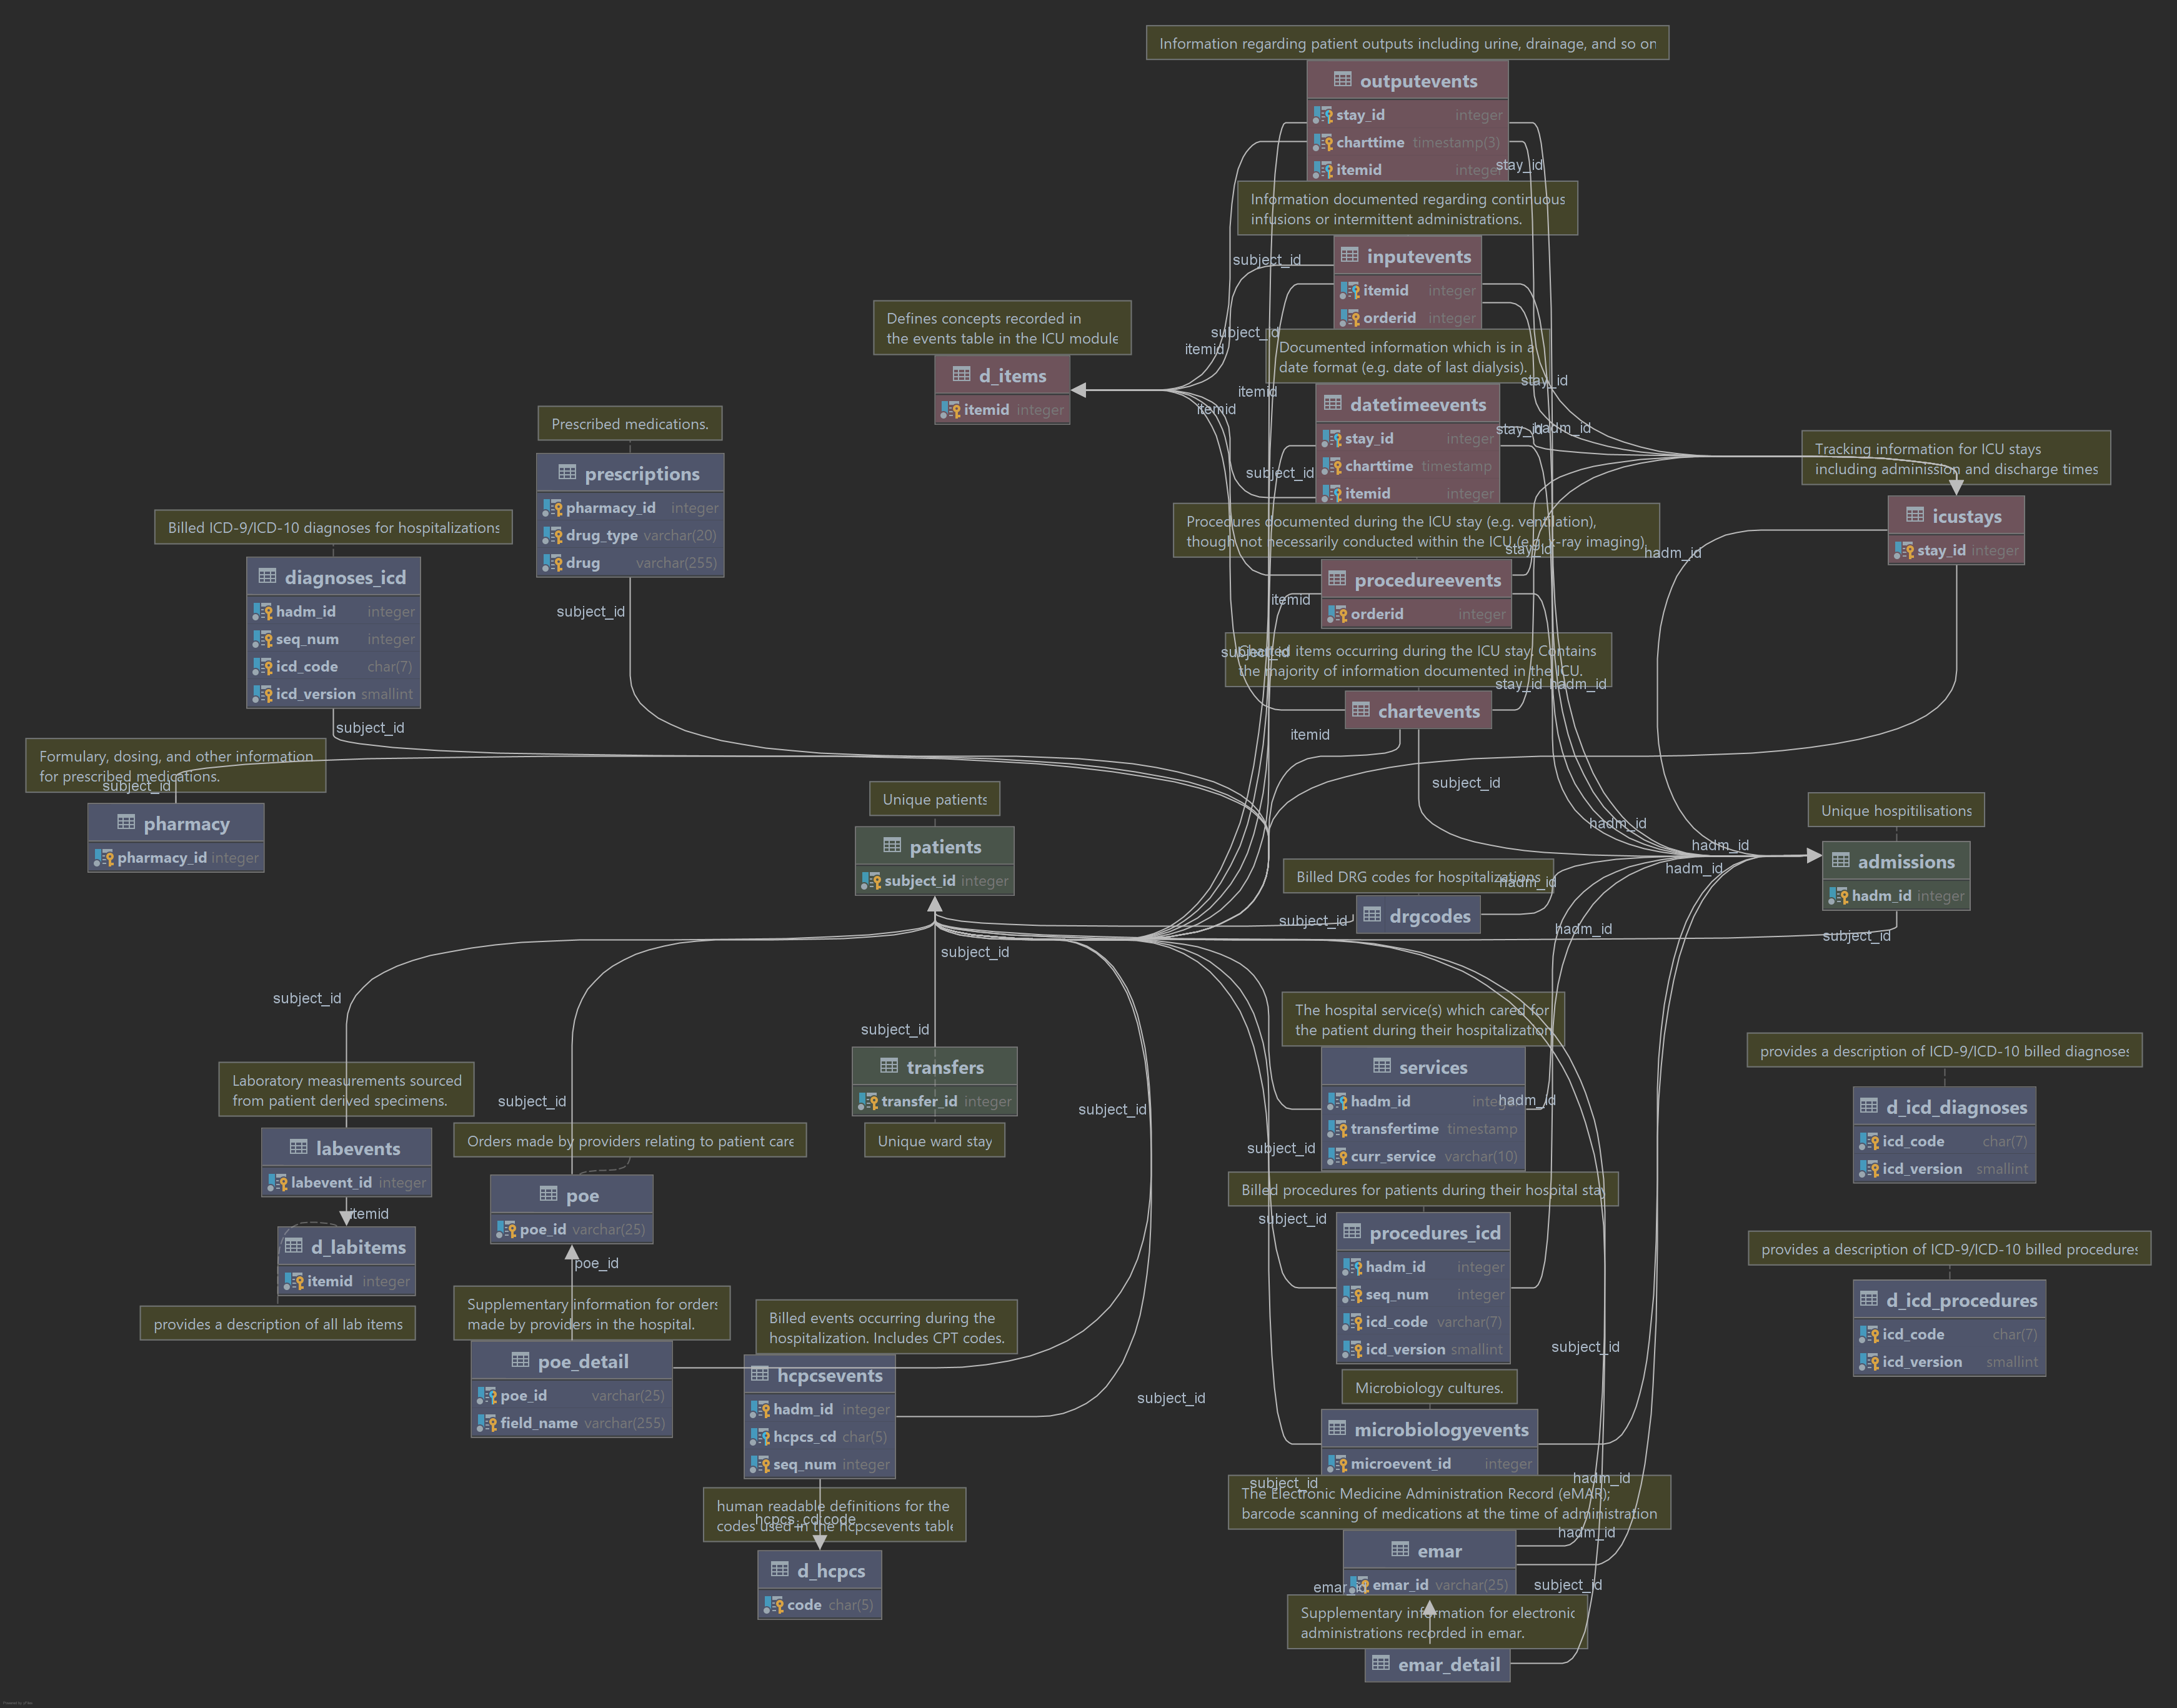 Information regarding patient outputs including urine, drainage, and so on
outputevents
stay_id integer
charttime timestamp(3)
itemid integer
stay_id
Information documented regarding continuous
infusions or intermittent administrations.
inputevents
itemid integer
orderid integer
subject_id
subject_id
itemid
Documented information which is in a
date format (e.g. date of last dialysis).
stay_id
itemid
itemid
datetimeevents
stay_id integer
charttime timestamp
itemid integer
stay_id
hadm_id
subject_id
Defines concepts recorded in
the events table in the ICU module
d_items
itemid integer
Prescribed medications.
prescriptions
pharmacy_id integer
drug_type varchar(20)
drug varchar(255)
subject_id
Tracking information for ICU stays
including adminission and discharge times
icustays
stay_id integer
hadm_id
Billed ICD-9/ICD-10 diagnoses for hospitalizations
diagnoses_icd
hadm_id integer
seq_num integer
icd_code char(7)
icd_version smallint
subject_id
Procedures documented during the ICU stay (e.g. ventilation),
though not necessarily conducted within the ICU (e.g. x-ray imaging)
stay_id
procedureevents
orderid integer
itemid
subject_id
Charted items occurring during the ICU stay. Contains
the majority of information documented in the ICU.
stay_id
hadm_id
chartevents
itemid
subject_id
Formulary, dosing, and other information
for prescribed medications.
subject_id
pharmacy
pharmacy_id integer
Unique patients
patients
subject_id integer
Unique hospitilisations
admissions
hadm_id integer
hadm_id
hadm_id
hadm_id
subject_id
Billed DRG codes for hospitalizations
hadm_id
drgcodes
subject_id
hadm_id
subject_id
subject_id
subject_id
transfers
transfer_id integer
Unique ward stay
The hospital service(s) which cared for
the patient during their hospitalization
services
hadm_id integer
transfertime timestamp
curr_service varchar(10)
hadm_id
subject_id
subject_id
provides a description of ICD-9/ICD-10 billed diagnoses
d_icd_diagnoses
icd_code char(7)
icd_version smallint
Laboratory measurements sourced
from patient derived specimens.
labevents
labevent_id integer
itemid
d_labitems
itemid integer
provides a description of all lab items
subject_id
Orders made by providers relating to patient care
poe
poe_id varchar(25)
poe_id
Supplementary information for orders
made by providers in the hospital.
poe_detail
poe_id varchar(25)
field_name varchar(255)
Billed procedures for patients during their hospital stay
subject_id
procedures_icd
hadm_id integer
seq_num integer
icd_code varchar(7)
icd_version smallint
subject_id
provides a description of ICD-9/ICD-10 billed procedures
d_icd_procedures
icd_code char(7)
icd_version smallint
Billed events occurring during the
hospitalization. Includes CPT codes.
hcpcsevents
hadm_id integer
hcpcs_cd char(5)
seq_num integer
subject_id
human readable definitions for the
codes used in the hcpcsevents table
hcpcs_cd:code
d_hcpcs
code char(5)
Microbiology cultures.
microbiologyevents
microevent_id integer
subject_id
hadm_id
The Electronic Medicine Administration Record (eMAR);
barcode scanning of medications at the time of administration
hadm_id
emar
emar_id varchar(25)
emar_id
subject_id
Supplementary information for electronic
administrations recorded in emar.
emar_detail